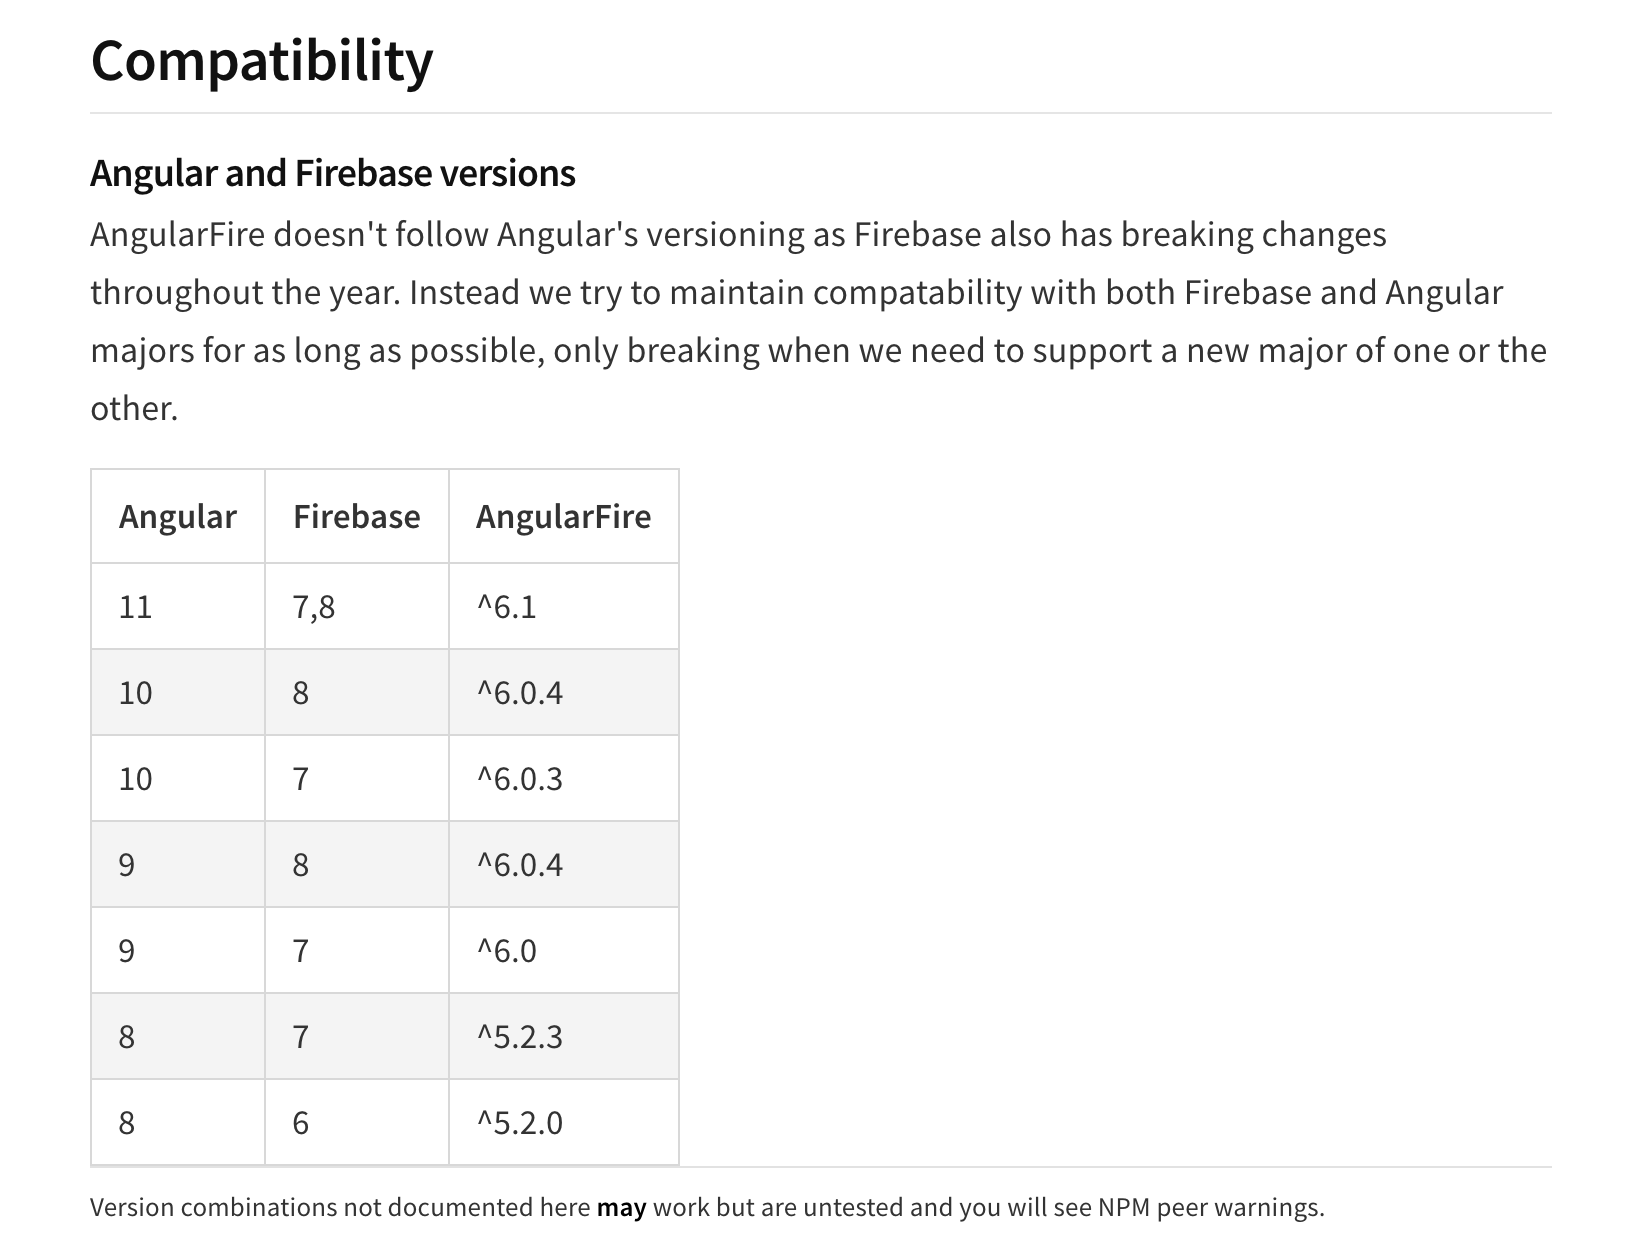 Compatibility
Angular and Firebase versions
AngularFire doesn't follow Angular's versioning as Firebase also has breaking changes
throughout the year. Instead we try to maintain compatability with both Firebase and Angular
majors for as long as possible, only breaking when we need to support a new major of one or the
other.
Angular Firebase AngularFire
11 7,8 ^6.1
10 8 ^6.0.4
10 7 ^6.0.3
9 8 ^6.0.4
9 7 ^6.0
8 7 ^5.2.3
8 6 ^5.2.0
Version combinations not documented here may work but are untested and you will see NPM peer warnings.